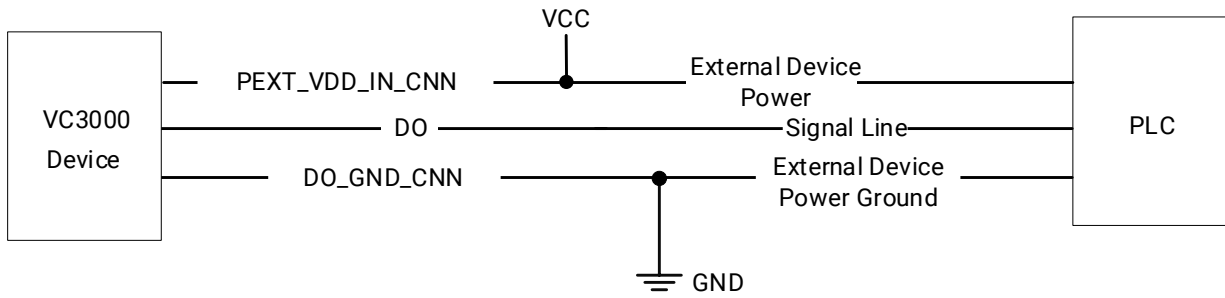 VCC
VC3000
Device
PEXT_VDD_IN_CNN
External Device
Power
DO
Signal Line
DO_GND_CNN
External Device
Power Ground
PLC
GND